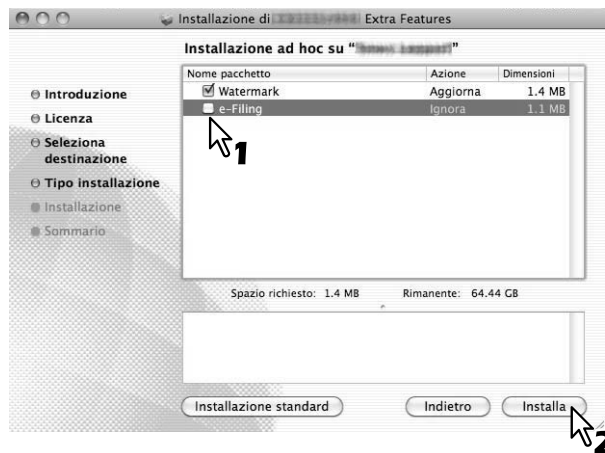 Installazione di Extra Features
Installazione ad hoc su " "
Introduzione
Licenza
Seleziona
destinazione
Tipo installazione
Installazione
Sommario
Nome pacchetto Azione Dimensioni
Watermark Aggiorna 1.4 MB
e-Filing Ignora 1.1 MB
1
Spazio richiesto: 1.4 MB Rimanente: 64.44 GB
Installazione standard Indietro Installa
2